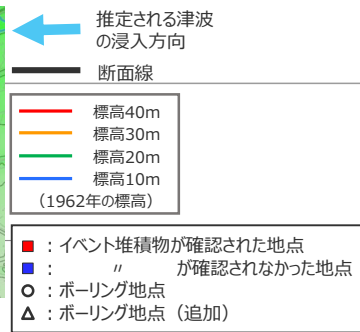 推定される津波
の浸入方向
断面線
標高40m
標高30m
標高20m
標高10m
（1962年の標高）
■：イベント堆積物が確認された地点
■：　〃　が確認されなかった地点
○：ボーリング地点
△：ボーリング地点（追加）